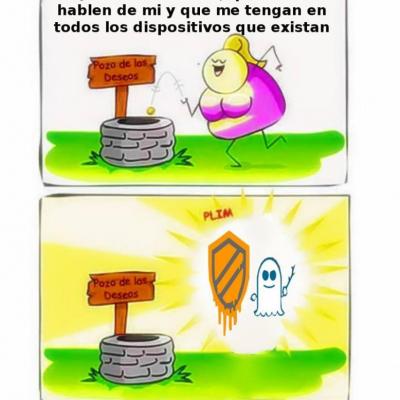 hablen de mi y que me tengan en
todos los dispositivos que existan
Pozo de los
Deseos
PLIM
Pozo de los
Deseos